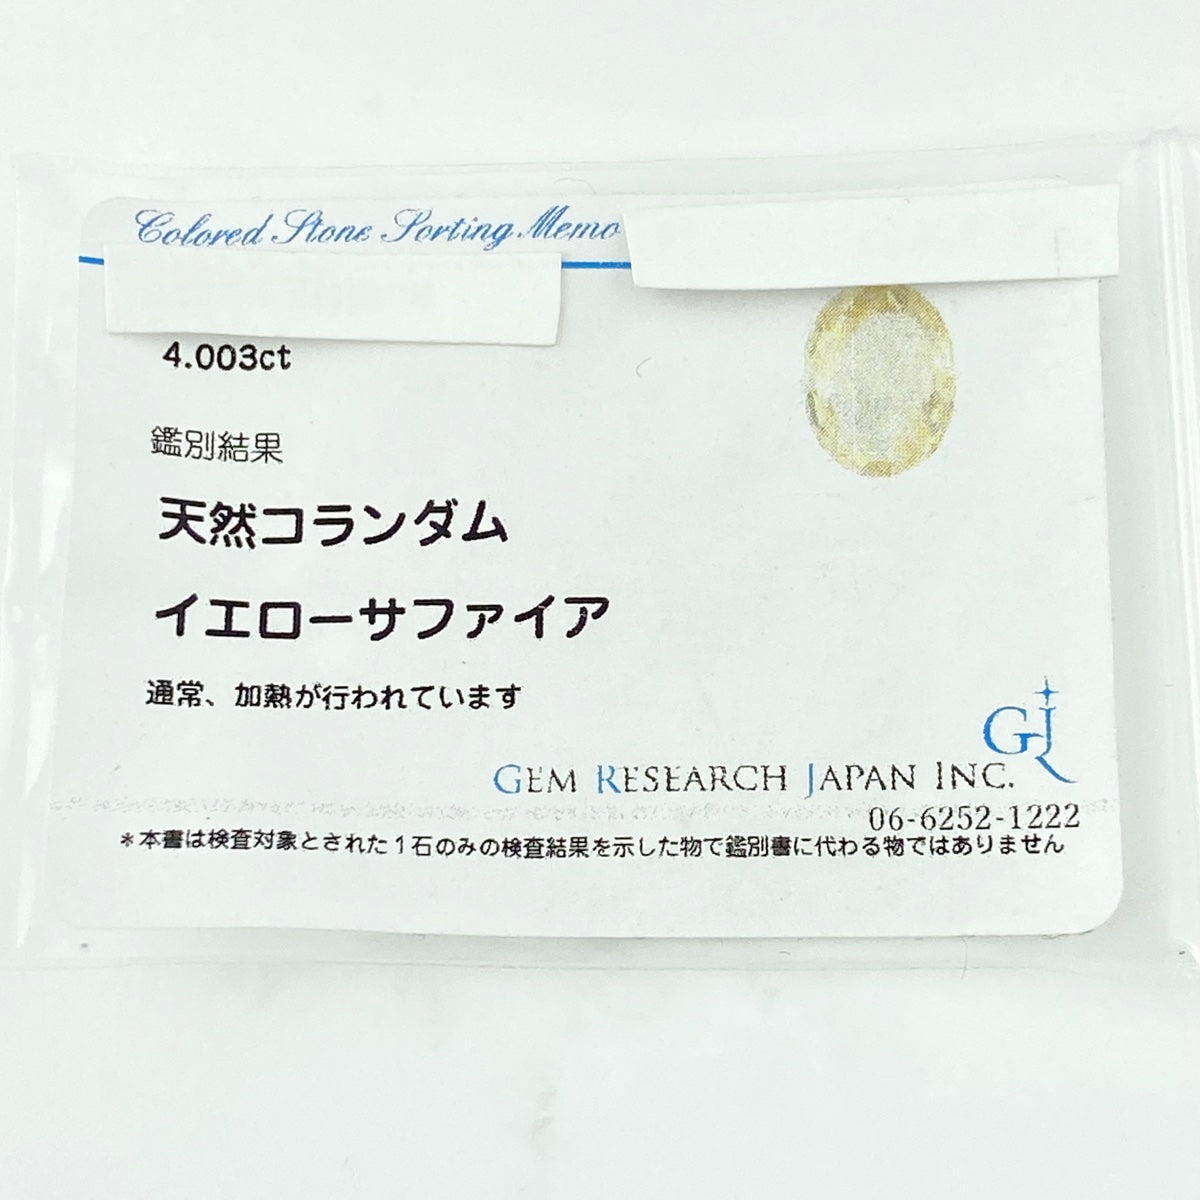 Colored Stone Sorting Memo
4.003ct
鑑別結果
天然コランダム
イエローサファイア
通常、加熱が行われています
GJR
GEM RESEARCH JAPAN INC.
06-6252-1222
*本書は検査対象とされた1石のみの検査結果を示した物で鑑別書に代わる物ではありません